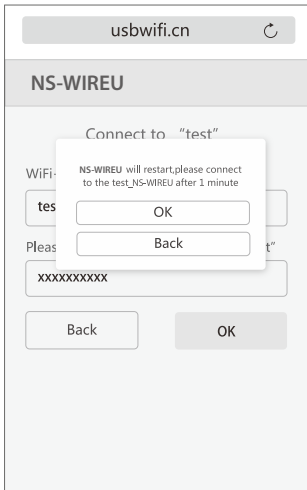 usbwifi.cn
NS-WIREU
Connect to “test”
WiFi-
NS-WIREU will restart,please connect
to the test_NS-WIREU after 1 minute
tes
OK
Back
Pleas
t“
xxxxxxxxxx
Back
OK